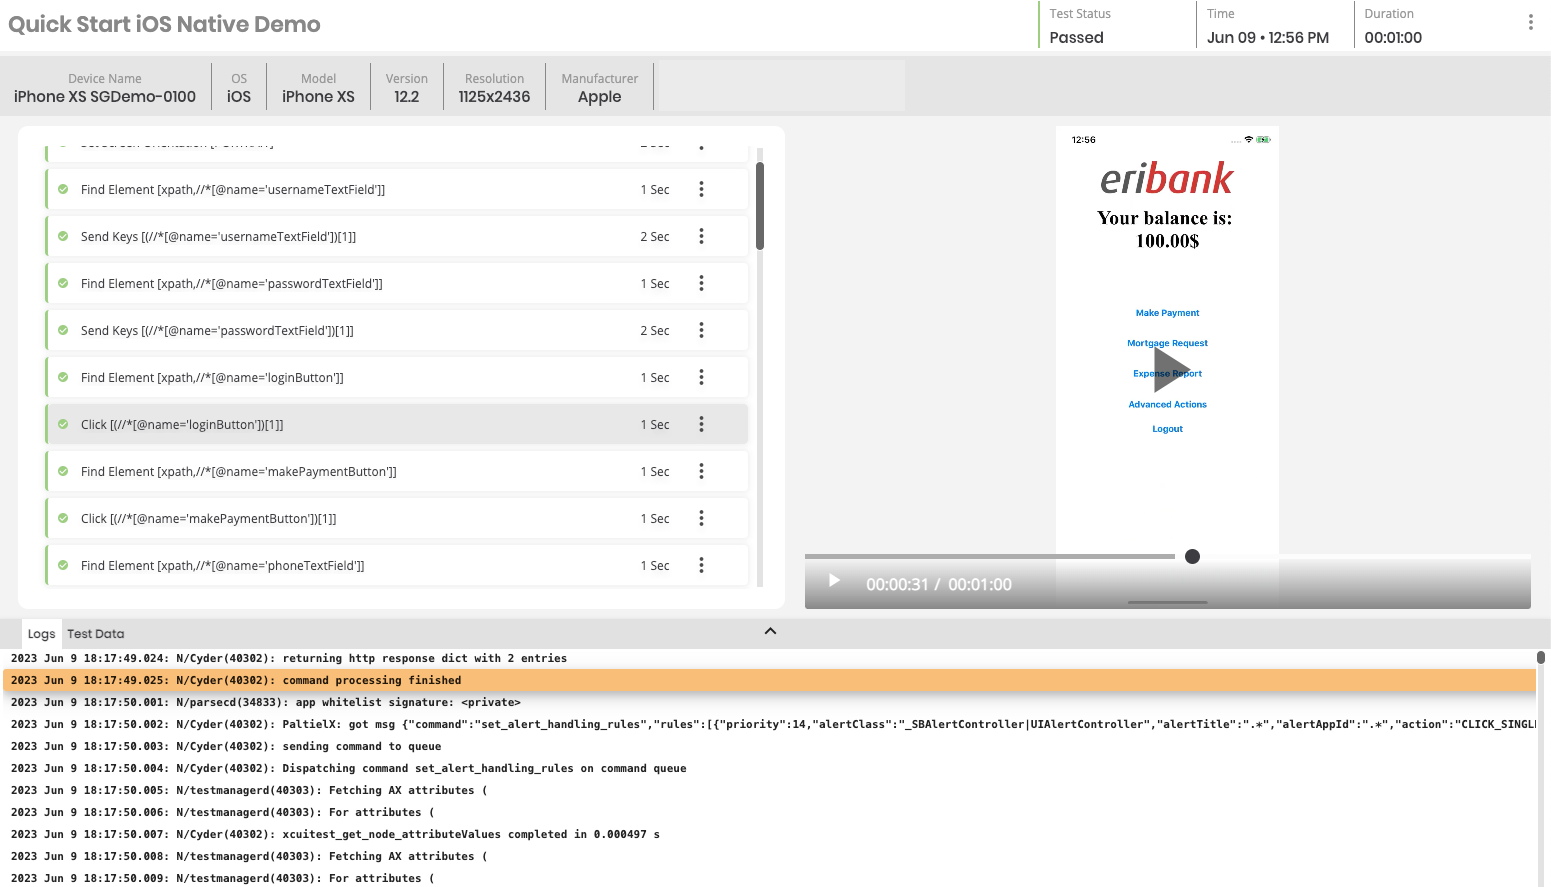 Quick Start iOS Native Demo
Test Status
Passed
Time
Jun 09 • 12:56 PM
Duration
00:01:00
Device Name
iPhone XS SGDemo-0100
OS
iOS
Model
iPhone XS
Version
12.2
Resolution
1125x2436
Manufacturer
Apple
Find Element [xpath,//*[@name='usernameTextField']] 1 Sec
Send Keys [(//*[@name='usernameTextField'])[1]] 2 Sec
Find Element [xpath,//*[@name='passwordTextField']] 1 Sec
Send Keys [(//*[@name='passwordTextField'])[1]] 2 Sec
Find Element [xpath,//*[@name='loginButton']] 1 Sec
Click [(//*[@name='loginButton'])[1]] 1 Sec
Find Element [xpath,//*[@name='makePaymentButton']] 1 Sec
Click [(//*[@name='makePaymentButton'])[1]] 1 Sec
Find Element [xpath,//*[@name='phoneTextField']] 1 Sec
12:56
eribank
Your balance is:
100.00$
Make Payment
Mortgage Request
Expense Report
Advanced Actions
Logout
00:00:31 / 00:01:00
Logs Test Data
2023 Jun 9 18:17:49.024: N/Cyder(40302): returning http response dict with 2 entries
2023 Jun 9 18:17:49.025: N/Cyder(40302): command processing finished
2023 Jun 9 18:17:50.001: N/parsecd(34833): app whitelist signature: <private>
2023 Jun 9 18:17:50.002: N/Cyder(40302): PaltielX: got msg {"command":"set_alert_handling_rules","rules":[{"priority":14,"alertClass":"_SBAlertController|UIAlertController","alertTitle":".*","alertAppId":".*","action":"CLICK_SINGL
2023 Jun 9 18:17:50.003: N/Cyder(40302): sending command to queue
2023 Jun 9 18:17:50.004: N/Cyder(40302): Dispatching command set_alert_handling_rules on command queue
2023 Jun 9 18:17:50.005: N/testmanagerd(40303): Fetching AX attributes (
2023 Jun 9 18:17:50.006: N/testmanagerd(40303): For attributes (
2023 Jun 9 18:17:50.007: N/Cyder(40302): xcuitest_get_node_attributeValues completed in 0.000497 s
2023 Jun 9 18:17:50.008: N/testmanagerd(40303): Fetching AX attributes (
2023 Jun 9 18:17:50.009: N/testmanagerd(40303): For attributes (